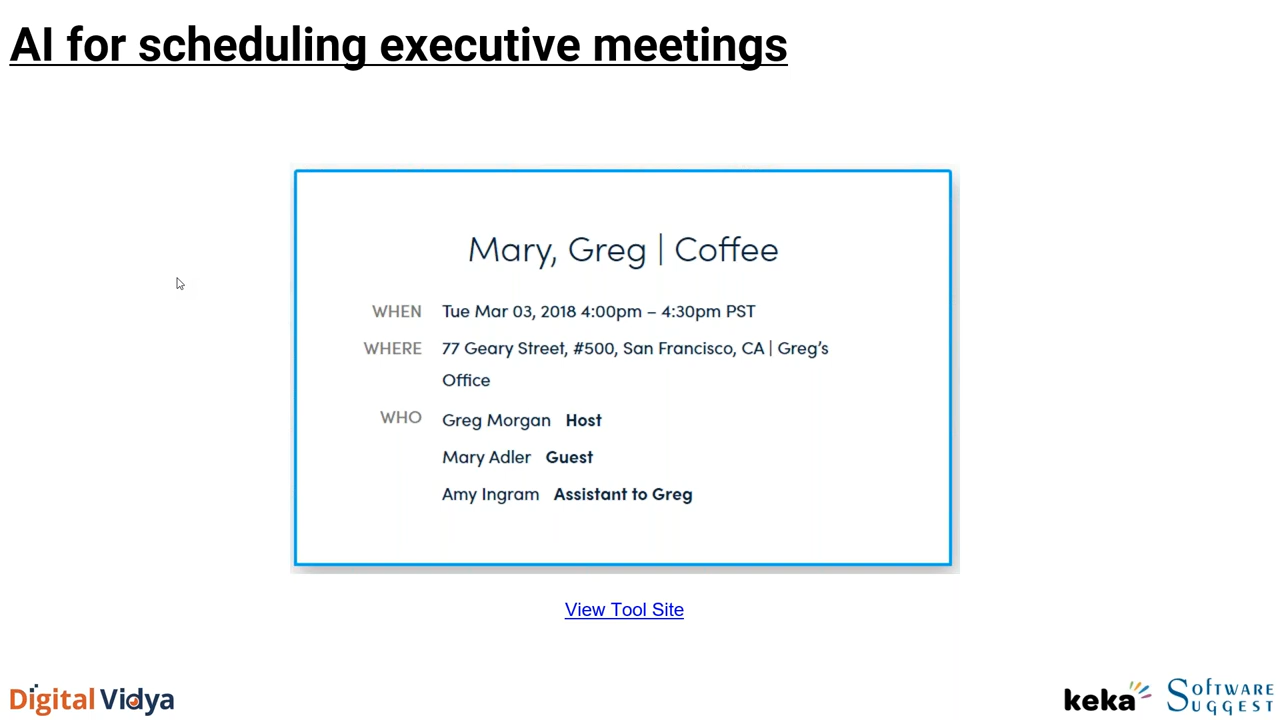 AI for scheduling executive meetings
Mary, Greg | Coffee
WHEN Tue Mar 03, 2018 4:00pm – 4:30pm PST
WHERE 77 Geary Street, #500, San Francisco, CA | Greg's
Office
WHO Greg Morgan Host
Mary Adler Guest
Amy Ingram Assistant to Greg
View Tool Site
Digital Vidya
keka
SOFTWARE
SUGGEST